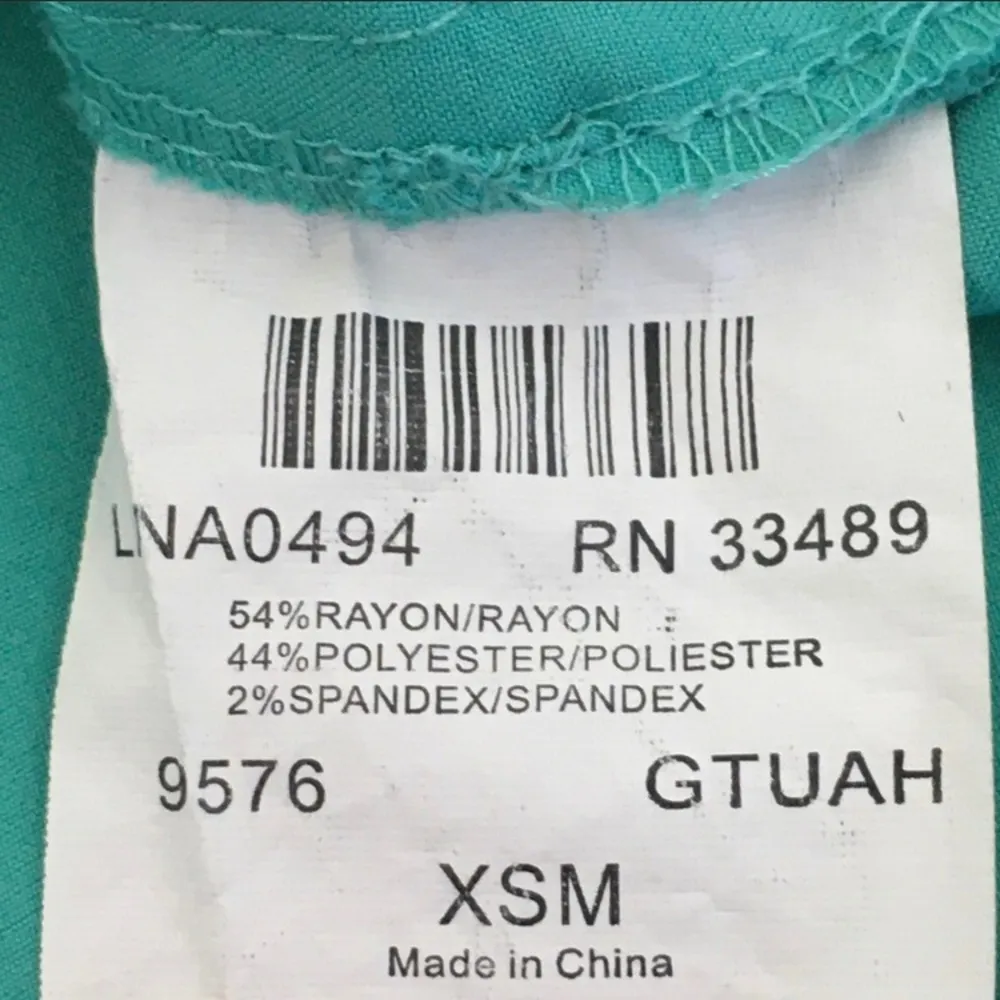 LNA0494 RN 33489
54%RAYON/RAYON
44%POLYESTER/POLIESTER
2%SPANDEX/SPANDEX
9576 GTUAH
XSM
Made in China